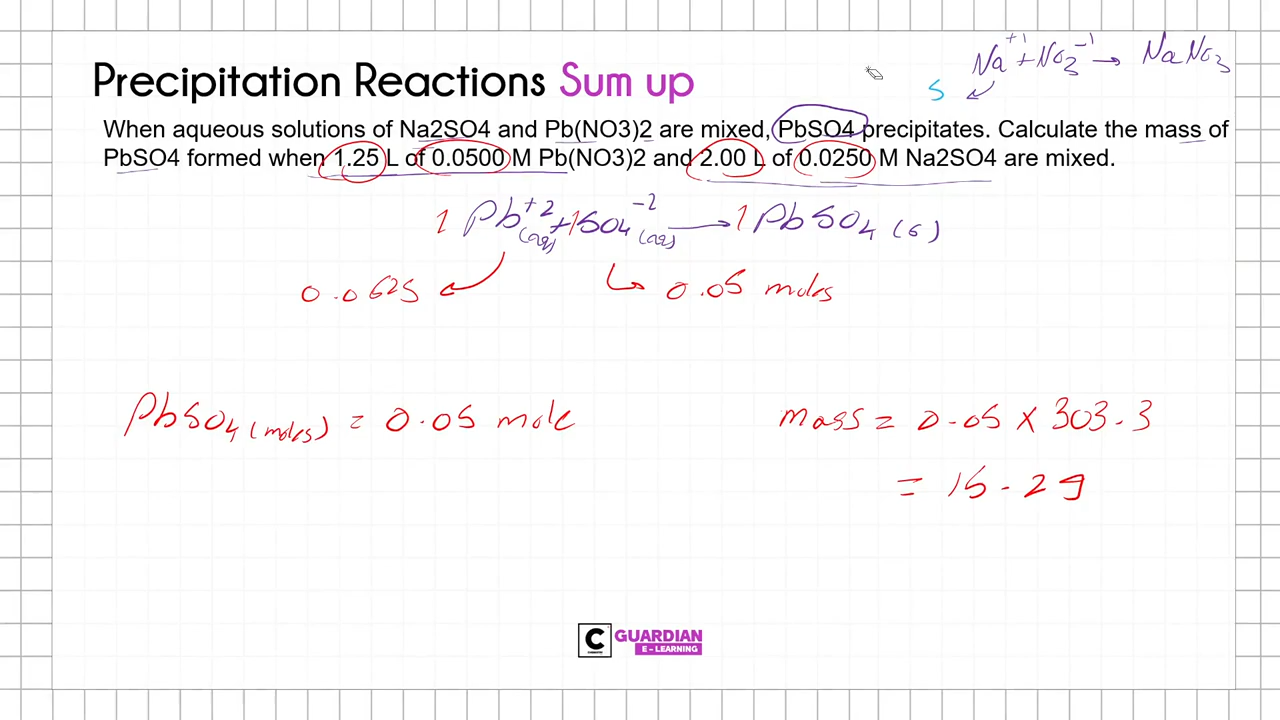 Na+1 + NO3-1 → NaNO3
Precipitation Reactions Sum up
S
When aqueous solutions of Na2SO4 and Pb(NO3)2 are mixed, PbSO4 precipitates. Calculate the mass of
PbSO4 formed when 1.25 L of 0.0500 M Pb(NO3)2 and 2.00 L of 0.0250 M Na2SO4 are mixed.
1 Pb+2(aq) + 1SO4-2(aq) → 1 PbSO4 (s)
0.0625
0.05 moles
PbSO4 (moles) = 0.05 mole
mass = 0.05 x 303.3
= 15.2g
C
GUARDIAN
E - LEARNING